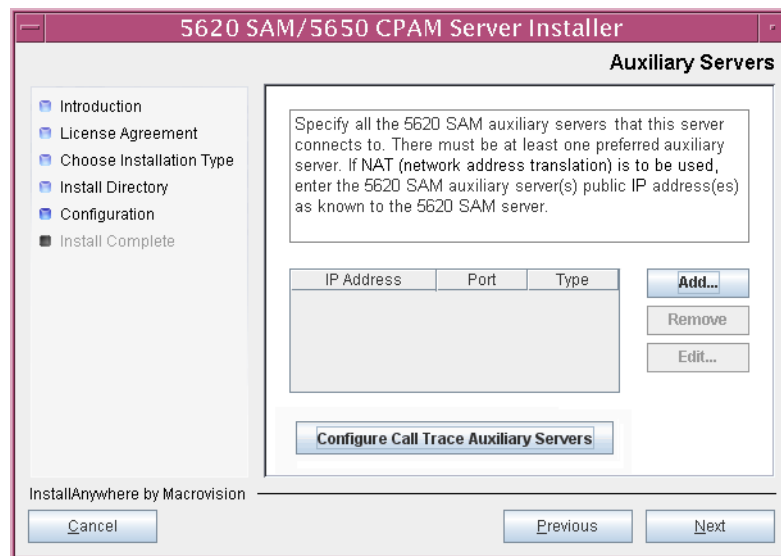 5620 SAM/5650 CPAM Server Installer
Auxiliary Servers
Introduction
License Agreement
Choose Installation Type
Install Directory
Configuration
Install Complete
Specify all the 5620 SAM auxiliary servers that this server
connects to. There must be at least one preferred auxiliary
server. If NAT (network address translation) is to be used,
enter the 5620 SAM auxiliary server(s) public IP address(es)
as known to the 5620 SAM server.
IP Address Port Type
Add...
Remove
Edit...
Configure Call Trace Auxiliary Servers
InstallAnywhere by Macrovision
Cancel Previous Next